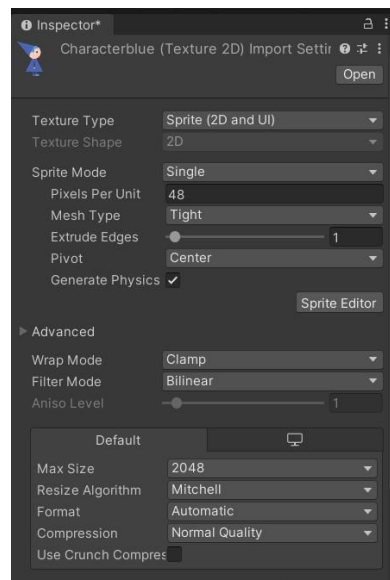 Inspector*
Characterblue (Texture 2D) Import Settir
Open
Texture Type Sprite (2D and UI)
Texture Shape 2D
Sprite Mode Single
Pixels Per Unit 48
Mesh Type Tight
Extrude Edges 1
Pivot Center
Generate Physics
Sprite Editor
Advanced
Wrap Mode Clamp
Filter Mode Bilinear
Aniso Level 1
Default
Max Size 2048
Resize Algorithm Mitchell
Format Automatic
Compression Normal Quality
Use Crunch Compres